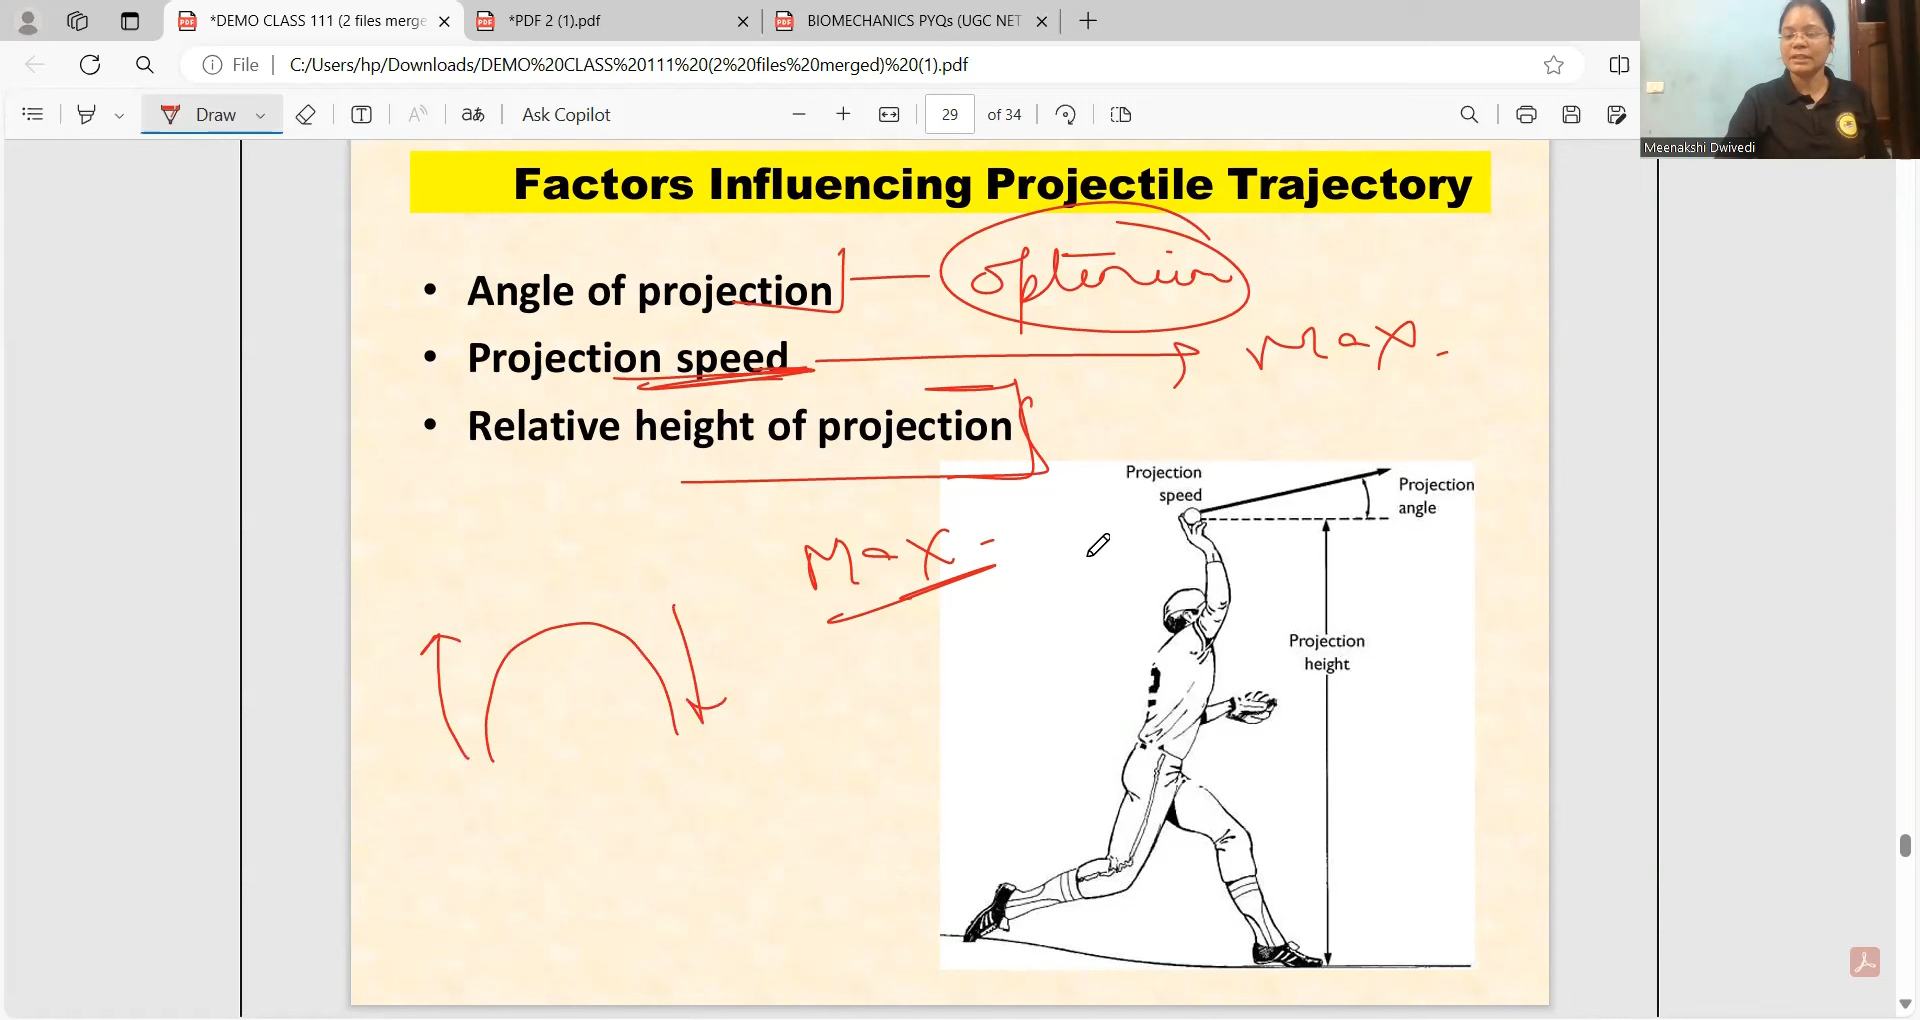 *DEMO CLASS 111 (2 files merge
*PDF 2 (1).pdf
BIOMECHANICS PYQs (UGC NET
File
C:/Users/hp/Downloads/DEMO%20CLASS%20111%20(2%20files%20merged)%20(1).pdf
Draw
aあ
Ask Copilot
29 of 34
Meenakshi Dwivedi
Factors Influencing Projectile Trajectory
• Angle of projection
• Projection speed
Max.
• Relative height of projection
Max.
Projection
speed
Projection
angle
Projection
height